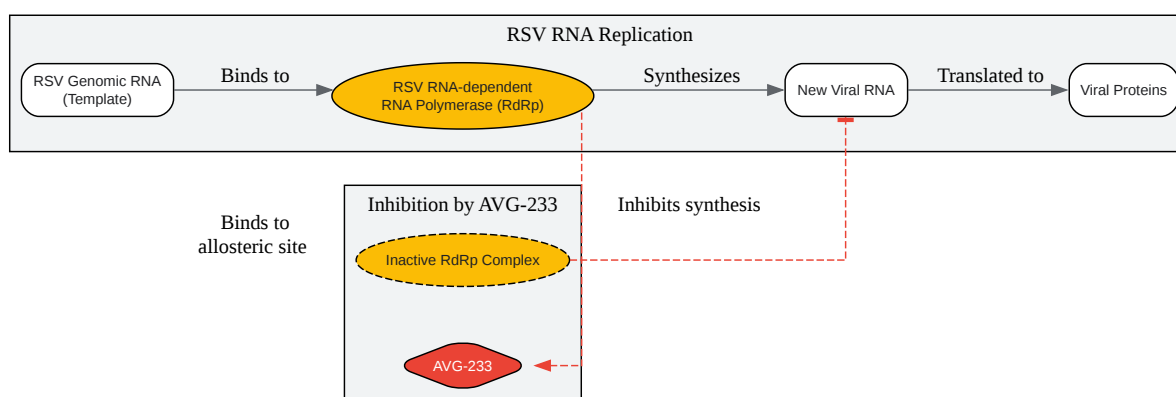 RSV RNA Replication
RSV Genomic RNA
(Template)
Binds to
RSV RNA-dependent
RNA Polymerase (RdRp)
Synthesizes
New Viral RNA
Translated to
Viral Proteins
Binds to
allosteric site
Inhibition by AVG-233
Inhibits synthesis
Inactive RdRp Complex
AVG-233